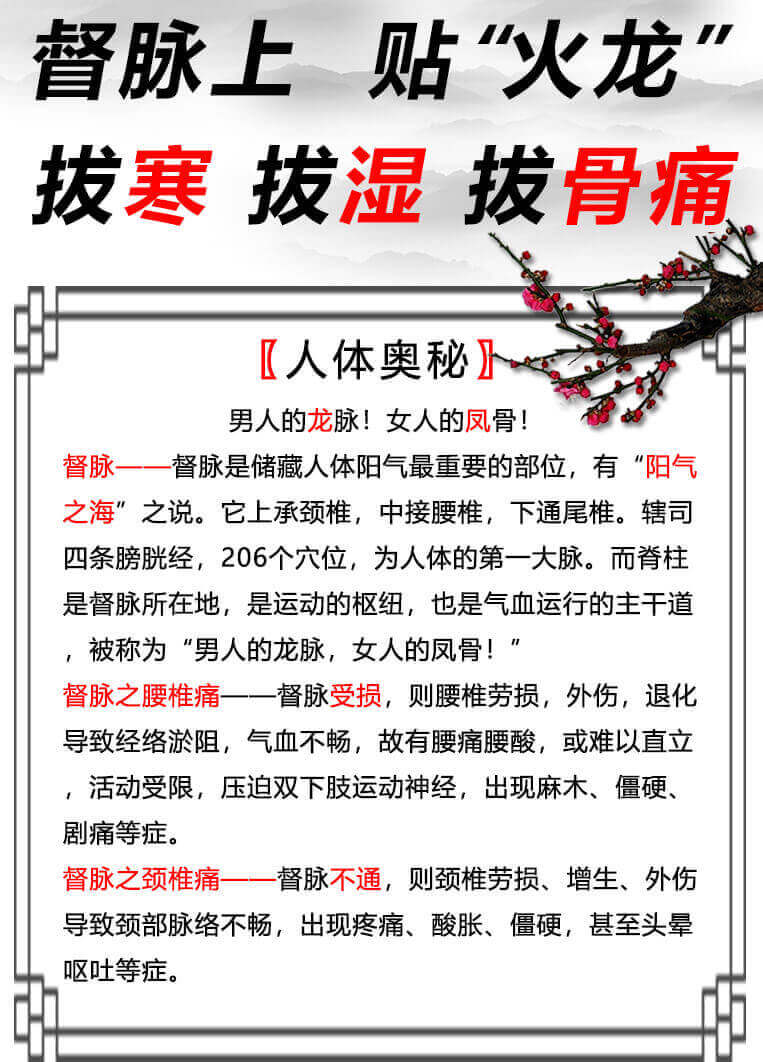 督脉上 贴“火龙”
拔寒 拔湿 拔骨痛
〖人体奥秘〗
男人的龙脉！女人的凤骨！
督脉——督脉是储藏人体阳气最重要的部位，有“阳气
之海”之说。它上承颈椎，中接腰椎，下通尾椎。辖司
四条膀胱经，206个穴位，为人体的第一大脉。而脊柱
是督脉所在地，是运动的枢纽，也是气血运行的主干道
，被称为“男人的龙脉，女人的凤骨！”
督脉之腰椎痛——督脉受损，则腰椎劳损，外伤，退化
导致经络淤阻，气血不畅，故有腰痛腰酸，或难以直立
，活动受限，压迫双下肢运动神经，出现麻木、僵硬、
剧痛等症。
督脉之颈椎痛——督脉不通，则颈椎劳损、增生、外伤
导致颈部脉络不畅，出现疼痛、酸胀、僵硬，甚至头晕
呕吐等症。